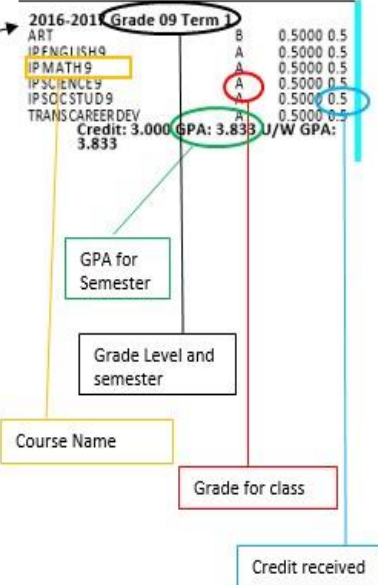 2016-2017 Grade 09 Term 1
ART B 0.5000 0.5
IPENGLISH9 A 0.5000 0.5
IPMATH9 A 0.5000 0.5
IPSCIENCE9 A 0.5000 0.5
IPSOCSTUD9 A 0.5000 0.5
TRANSCAREERDEV A 0.5000 0.5
Credit: 3.000 GPA: 3.833 U/W GPA:
3.833
GPA for
Semester
Grade Level and
semester
Course Name
Grade for class
Credit received